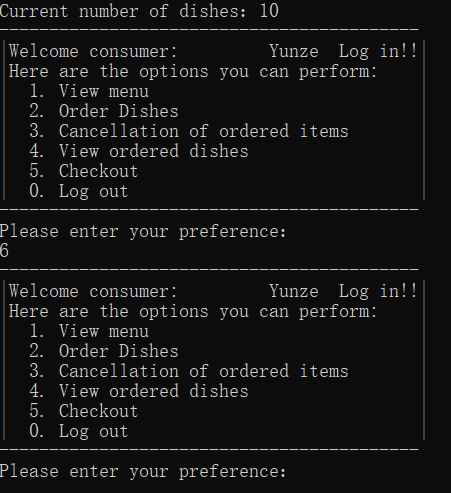 Current number of dishes: 10
-----------------------------------------
|Welcome consumer:         Yunze  Log in!!|
|Here are the options you can perform:
|  1. View menu
|  2. Order Dishes
|  3. Cancellation of ordered items
|  4. View ordered dishes
|  5. Checkout
|  0. Log out
-----------------------------------------
Please enter your preference:
6
-----------------------------------------
|Welcome consumer:         Yunze  Log in!!|
|Here are the options you can perform:
|  1. View menu
|  2. Order Dishes
|  3. Cancellation of ordered items
|  4. View ordered dishes
|  5. Checkout
|  0. Log out
-----------------------------------------
Please enter your preference: